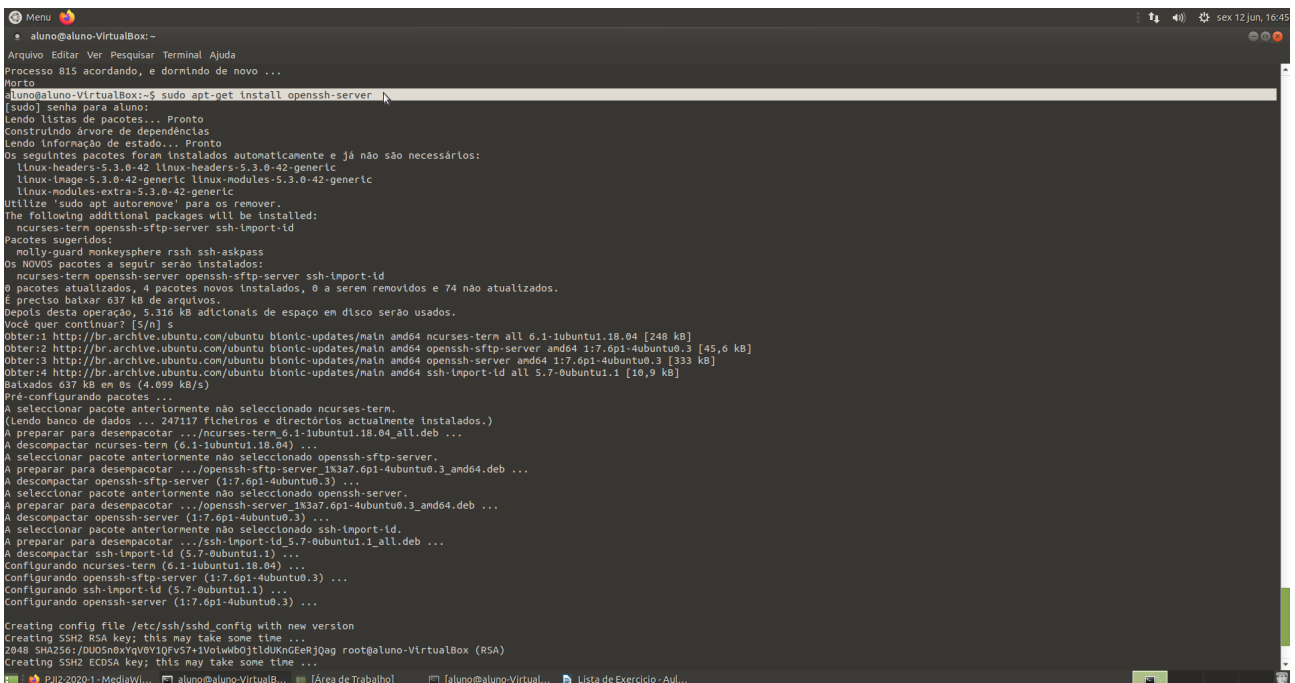 Menu
sex 12 jun, 16:45
aluno@aluno-VirtualBox: ~
Arquivo Editar Ver Pesquisar Terminal Ajuda
Processo 815 acordando, e dormindo de novo ...
Morto
aluno@aluno-VirtualBox:~$ sudo apt-get install openssh-server
[sudo] senha para aluno:
Lendo listas de pacotes... Pronto
Construindo árvore de dependências
Lendo informação de estado... Pronto
Os seguintes pacotes foram instalados automaticamente e já não são necessários:
linux-headers-5.3.0-42 linux-headers-5.3.0-42-generic
linux-image-5.3.0-42-generic linux-modules-5.3.0-42-generic
linux-modules-extra-5.3.0-42-generic
Utilize 'sudo apt autoremove' para os remover.
The following additional packages will be installed:
ncurses-term openssh-sftp-server ssh-import-id
Pacotes sugeridos:
molly-guard monkeysphere rssh ssh-askpass
Os NOVOS pacotes a seguir serão instalados:
ncurses-term openssh-server openssh-sftp-server ssh-import-id
0 pacotes atualizados, 4 pacotes novos instalados, 0 a serem removidos e 74 não atualizados.
É preciso baixar 637 kB de arquivos.
Depois desta operação, 5.316 kB adicionais de espaço em disco serão usados.
Você quer continuar? [S/n] s
Obter:1 http://br.archive.ubuntu.com/ubuntu bionic-updates/main amd64 ncurses-term all 6.1-1ubuntu1.18.04 [248 kB]
Obter:2 http://br.archive.ubuntu.com/ubuntu bionic-updates/main amd64 openssh-sftp-server amd64 1:7.6p1-4ubuntu0.3 [45,6 kB]
Obter:3 http://br.archive.ubuntu.com/ubuntu bionic-updates/main amd64 openssh-server amd64 1:7.6p1-4ubuntu0.3 [333 kB]
Obter:4 http://br.archive.ubuntu.com/ubuntu bionic-updates/main amd64 ssh-import-id all 5.7-0ubuntu1.1 [10,9 kB]
Baixados 637 kB em 0s (4.099 kB/s)
Pré-configurando pacotes ...
A seleccionar pacote anteriormente não seleccionado ncurses-term.
(Lendo banco de dados ... 247117 ficheiros e directórios actualmente instalados.)
A preparar para desempacotar .../ncurses-term_6.1-1ubuntu1.18.04_all.deb ...
A descompactar ncurses-term (6.1-1ubuntu1.18.04) ...
A seleccionar pacote anteriormente não seleccionado openssh-sftp-server.
A preparar para desempacotar .../openssh-sftp-server_1%3a7.6p1-4ubuntu0.3_amd64.deb ...
A descompactar openssh-sftp-server (1:7.6p1-4ubuntu0.3) ...
A seleccionar pacote anteriormente não seleccionado openssh-server.
A preparar para desempacotar .../openssh-server_1%3a7.6p1-4ubuntu0.3_amd64.deb ...
A descompactar openssh-server (1:7.6p1-4ubuntu0.3) ...
A seleccionar pacote anteriormente não seleccionado ssh-import-id.
A preparar para desempacotar .../ssh-import-id_5.7-0ubuntu1.1_all.deb ...
A descompactar ssh-import-id (5.7-0ubuntu1.1) ...
Configurando ncurses-term (6.1-1ubuntu1.18.04) ...
Configurando openssh-sftp-server (1:7.6p1-4ubuntu0.3) ...
Configurando ssh-import-id (5.7-0ubuntu1.1) ...
Configurando openssh-server (1:7.6p1-4ubuntu0.3) ...
Creating config file /etc/ssh/sshd_config with new version
Creating SSH2 RSA key; this may take some time ...
2048 SHA256:/DUO5n0xYqV0Y1QFvS7+1VoiwWbOjtldUKnGEeRjQag root@aluno-VirtualBox (RSA)
Creating SSH2 ECDSA key; this may take some time ...
PJI2-2020-1 - MediaWi... aluno@aluno-VirtualB... [Área de Trabalho] [aluno@aluno-Virtual... Lista de Exercicio - Aul...